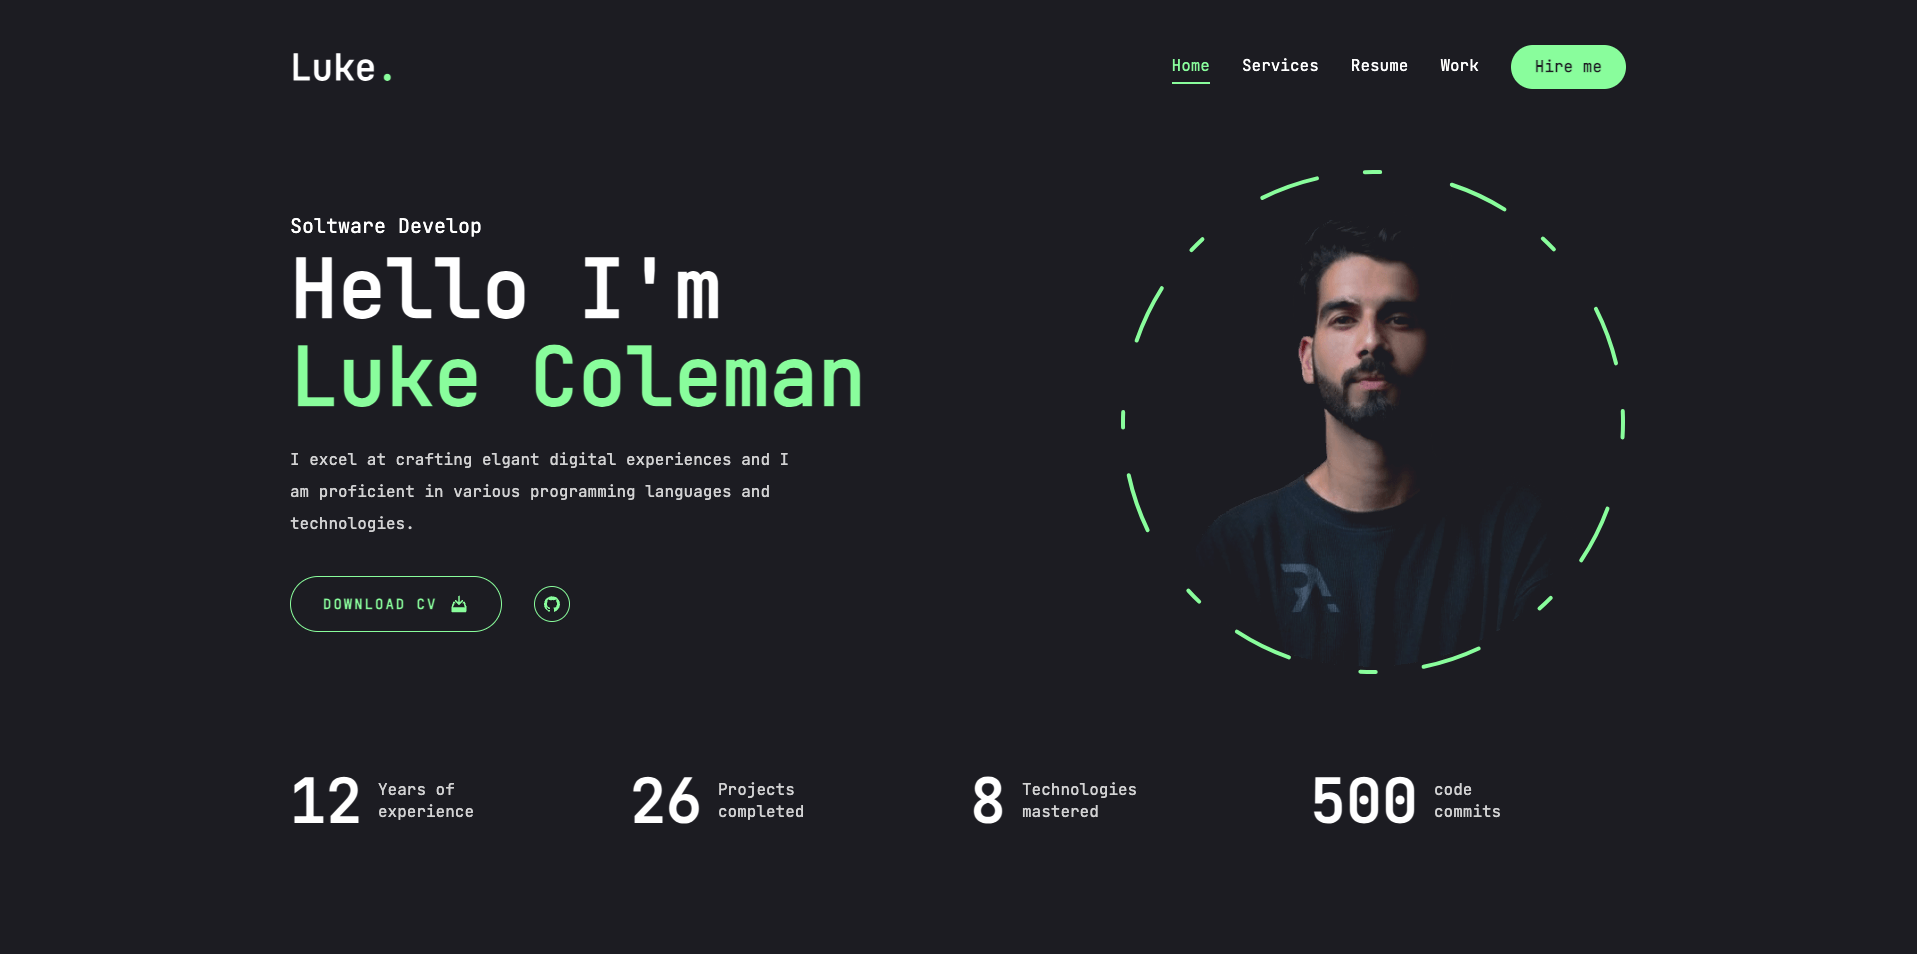 Luke.
Home Services Resume Work Hire me
Soltware Develop
Hello I'm
Luke Coleman
I excel at crafting elgant digital experiences and I
am proficient in various programming languages and
technologies.
DOWNLOAD CV
12 Years of
experience
26 Projects
completed
8 Technologies
mastered
500 code
commits